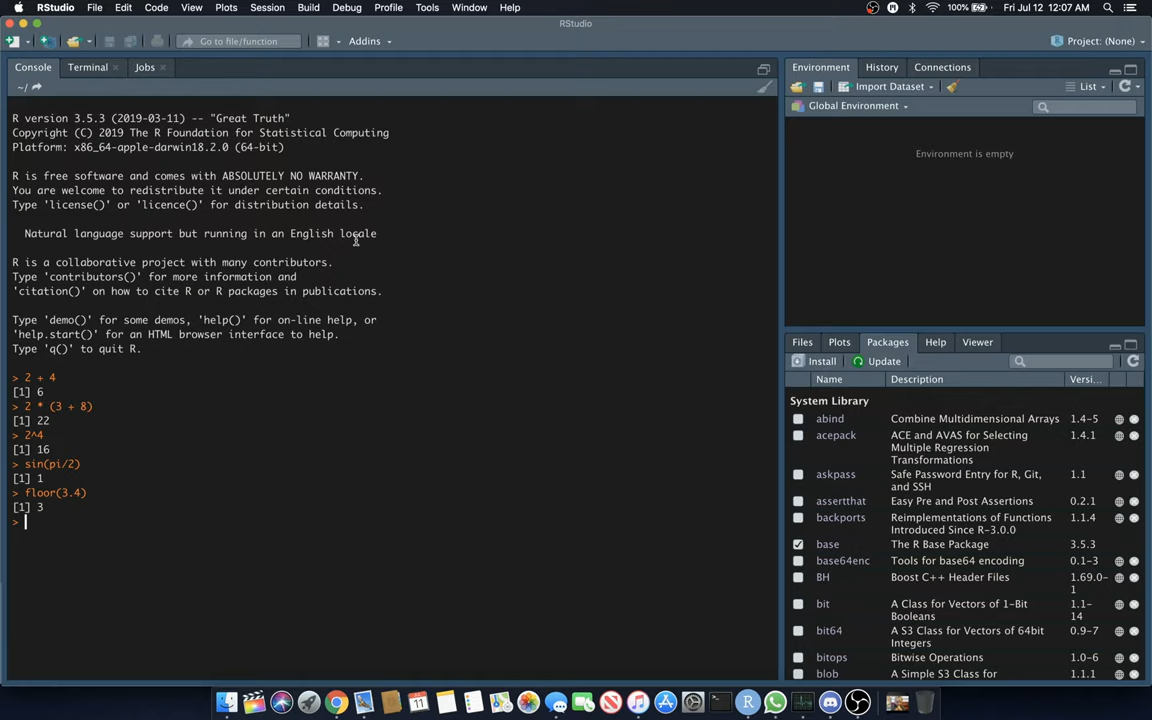 RStudio File Edit Code View Plots Session Build Debug Profile Tools Window Help 100% Fri Jul 12 12:07 AM
RStudio
Go to file/function Addins Project: (None)
Console Terminal Jobs
~/
R version 3.5.3 (2019-03-11) -- "Great Truth"
Copyright (C) 2019 The R Foundation for Statistical Computing
Platform: x86_64-apple-darwin18.2.0 (64-bit)
R is free software and comes with ABSOLUTELY NO WARRANTY.
You are welcome to redistribute it under certain conditions.
Type 'license()' or 'licence()' for distribution details.
Natural language support but running in an English locale
R is a collaborative project with many contributors.
Type 'contributors()' for more information and
'citation()' on how to cite R or R packages in publications.
Type 'demo()' for some demos, 'help()' for on-line help, or
'help.start()' for an HTML browser interface to help.
Type 'q()' to quit R.
> 2 + 4
[1] 6
> 2 * (3 + 8)
[1] 22
> 2^4
[1] 16
> sin(pi/2)
[1] 1
> floor(3.4)
[1] 3
>
Environment History Connections
Import Dataset List
Global Environment
Environment is empty
Files Plots Packages Help Viewer
Install Update
Name Description Versi...
System Library
abind Combine Multidimensional Arrays 1.4-5
acepack ACE and AVAS for Selecting 1.4.1
Multiple Regression
Transformations
askpass Safe Password Entry for R, Git, 1.1
and SSH
assertthat Easy Pre and Post Assertions 0.2.1
backports Reimplementations of Functions 1.1.4
Introduced Since R-3.0.0
base The R Base Package 3.5.3
base64enc Tools for base64 encoding 0.1-3
BH Boost C++ Header Files 1.69.0-
1
bit A Class for Vectors of 1-Bit 1.1-
Booleans 14
bit64 A S3 Class for Vectors of 64bit 0.9-7
Integers
bitops Bitwise Operations 1.0-6
blob A Simple S3 Class for 1.1.1
11
R